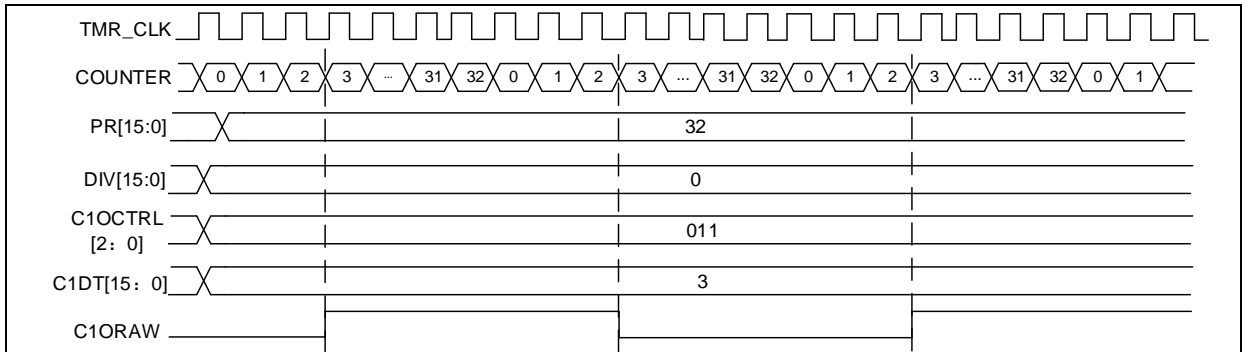 TMR_CLK
COUNTER 0 1 2 3 ... 31 32 0 1 2 3 ... 31 32 0 1 2 3 ... 31 32 0 1
PR[15:0] 32
DIV[15:0] 0
C1OCTRL
[2：0] 011
C1DT[15：0] 3
C1ORAW